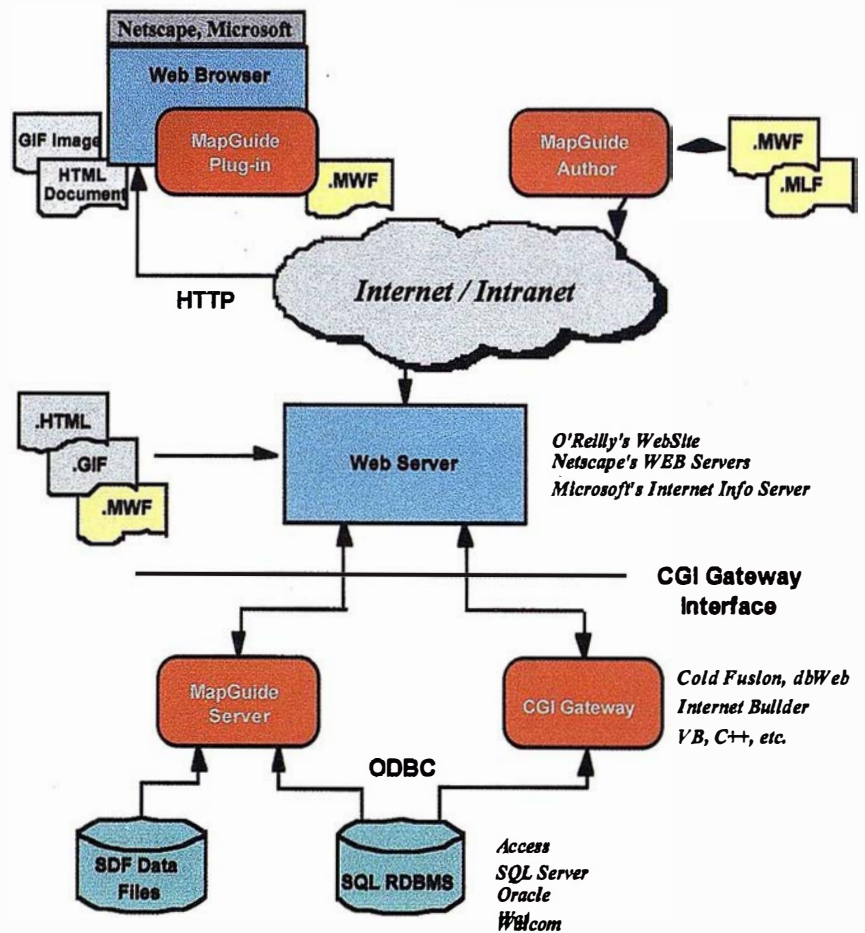 Netscape, Microsoft
Web Browser
GIF Image
HTML
Document
MapGuide
Plug-in
.MWF
MapGuide
Author
.MWF
.MLF
HTTP
Internet / Intranet
.HTML
.GIF
.MWF
Web Server
O'Reilly's WebSite
Netscape's WEB Servers
Microsoft's Internet Info Server
CGI Gateway
Interface
MapGuide
Server
CGI Gateway
Cold Fusion, dbWeb
Internet Builder
VB, C++, etc.
ODBC
SDF Data
Files
SQL RDBMS
Access
SQL Server
Oracle